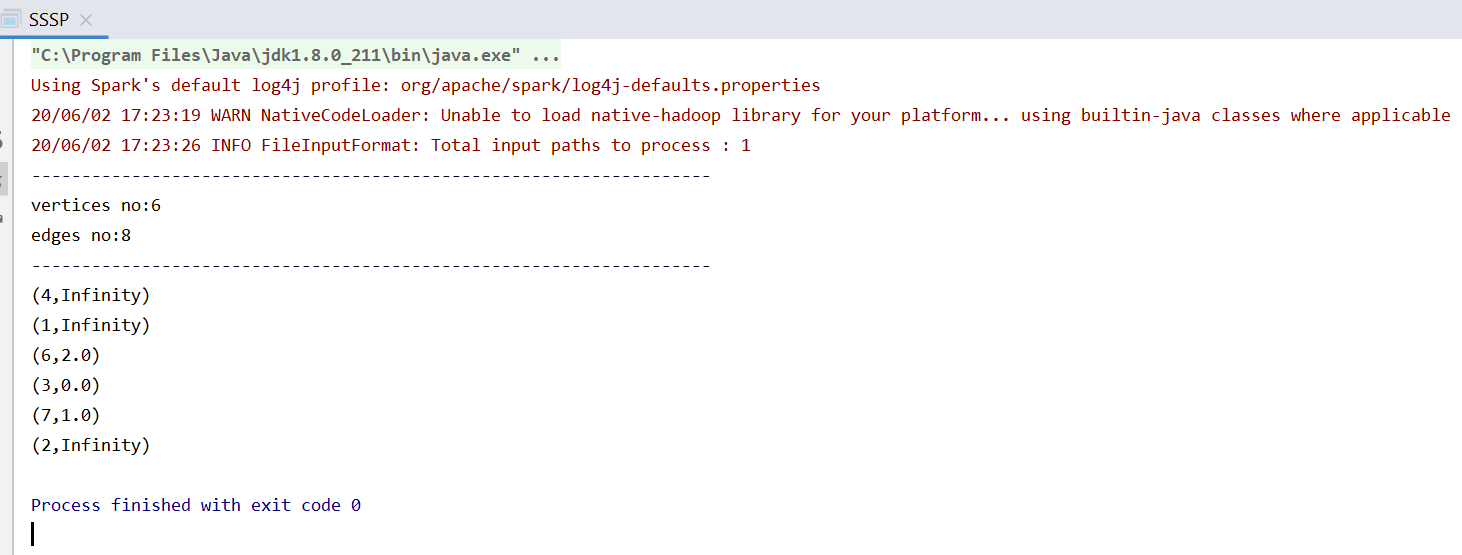 SSSP
"C:\Program Files\Java\jdk1.8.0_211\bin\java.exe" ...
Using Spark's default log4j profile: org/apache/spark/log4j-defaults.properties
20/06/02 17:23:19 WARN NativeCodeLoader: Unable to load native-hadoop library for your platform... using builtin-java classes where applicable
20/06/02 17:23:26 INFO FileInputFormat: Total input paths to process : 1
--------------------------------------------------------------------
vertices no:6
edges no:8
--------------------------------------------------------------------
(4,Infinity)
(1,Infinity)
(6,2.0)
(3,0.0)
(7,1.0)
(2,Infinity)
Process finished with exit code 0